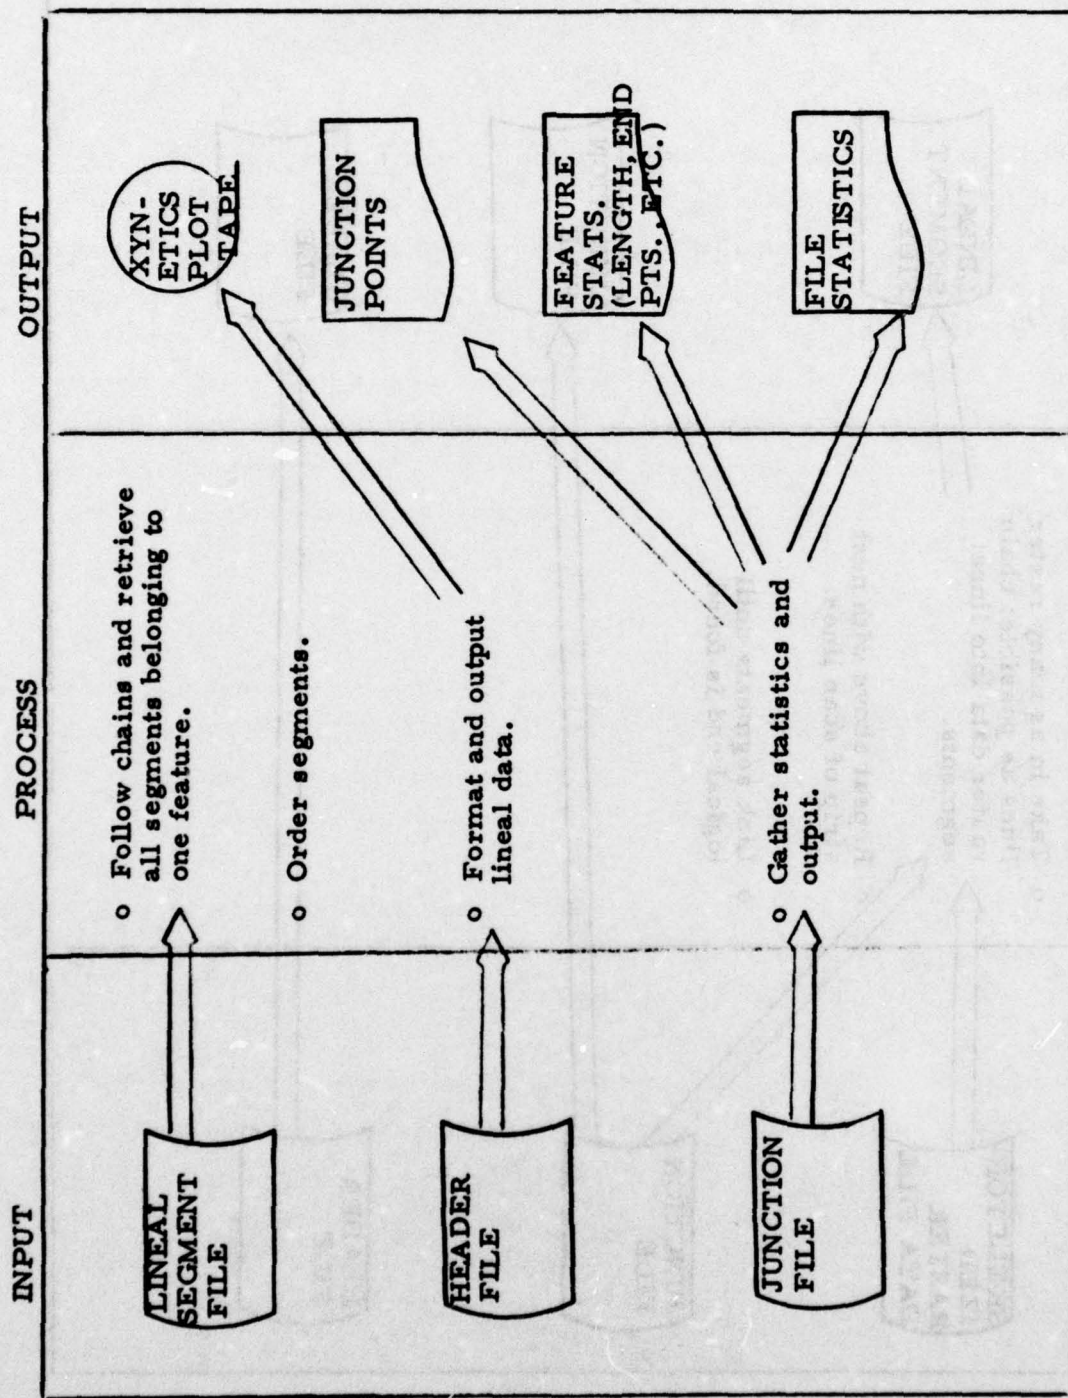 INPUT
PROCESS
OUTPUT
LINEAL
SEGMENT
FILE
HEADER
FILE
JUNCTION
FILE
o Follow chains and retrieve
all segments belonging to
one feature.
o Order segments.
o Format and output
lineal data.
o Gather statistics and
output.
XYN-
ETICS
PLOT
TAPE
JUNCTION
POINTS
FEATURE
STATS.
(LENGTH, END
PTS., ETC.)
FILE
STATISTICS